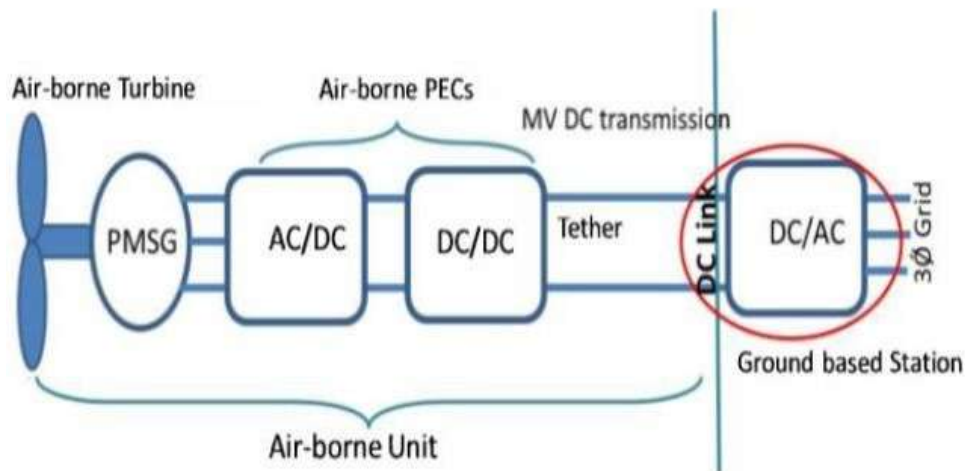 Air-borne Turbine
Air-borne PECs
MV DC transmission
PMSG
AC/DC
DC/DC
Tether
DC Link
DC/AC
3Ø Grid
Ground based Station
Air-borne Unit